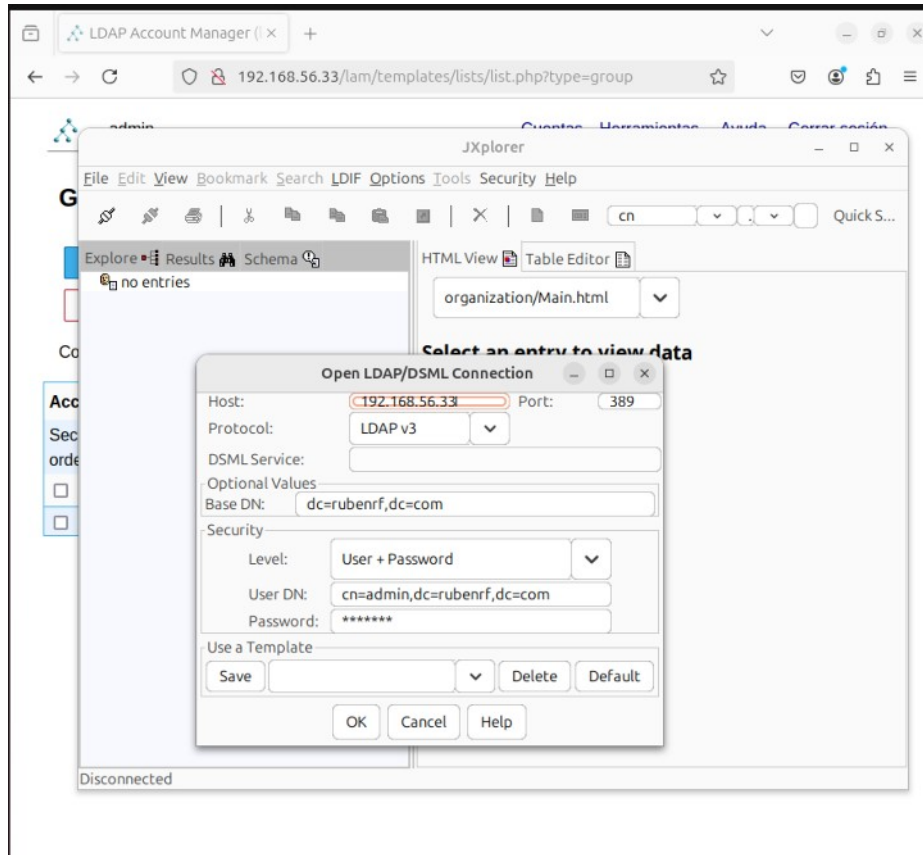 LDAP Account Manager (
192.168.56.33/lam/templates/lists/list.php?type=group
admin
Cuentas Herramientas Ayuda Cerrar sesión
JXplorer
File Edit View Bookmark Search LDIF Options Tools Security Help
G
cn
.
Quick S...
Explore Results Schema
HTML View Table Editor
no entries
organization/Main.html
Co
Select an entry to view data
Open LDAP/DSML Connection
Acc
Host: 192.168.56.33 Port: 389
Sec
Protocol: LDAP v3
orde
DSML Service:
Optional Values
Base DN: dc=rubenrf,dc=com
Security
Level: User + Password
User DN: cn=admin,dc=rubenrf,dc=com
Password: *******
Use a Template
Save Delete Default
OK Cancel Help
Disconnected